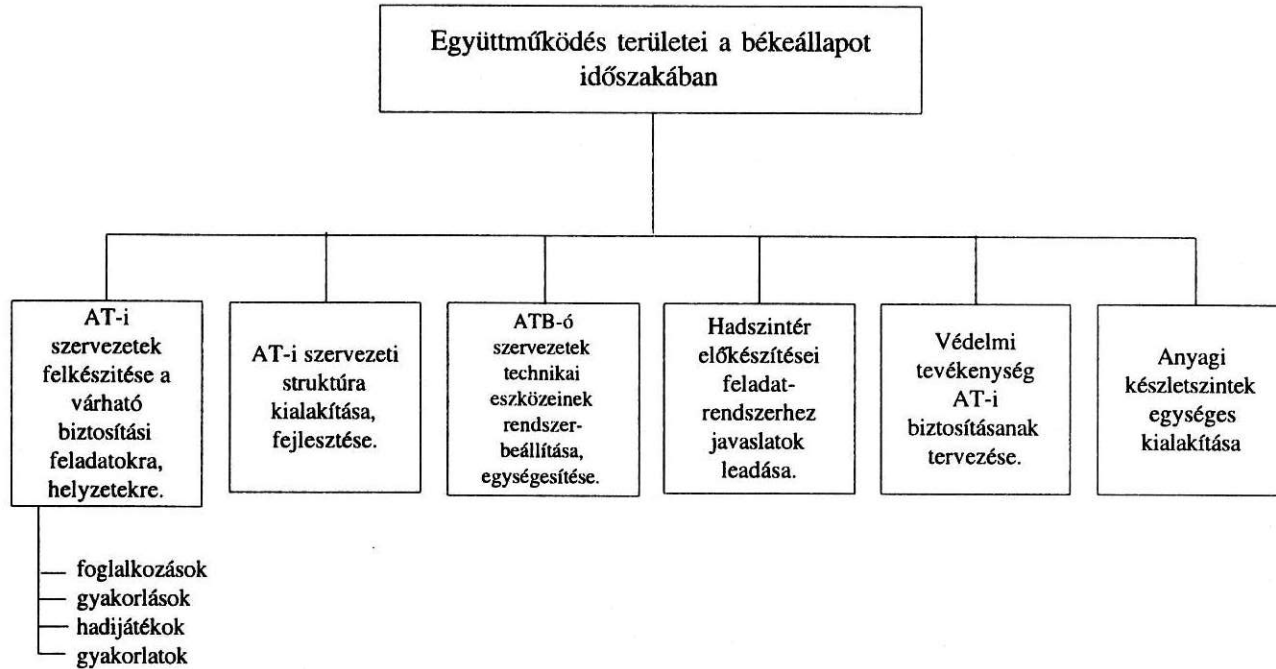 Együttműködés területei a békeállapot
időszakában
AT-i
szervezetek
felkészitése a
várható
biztosítási
feladatokra,
helyzetekre.
AT-i szervezeti
struktúra
kialakítása,
fejlesztése.
ATB-ó
szervezetek
technikai
eszközeinek
rendszer-
beállítása,
egységesítése.
Hadszintér
előkészítései
feladat-
rendszerhez
javaslatok
leadása.
Védelmi
tevékenység
AT-i
biztosításanak
tervezése.
Anyagi
készletszintek
egységes
kialakítása
foglalkozások
gyakorlások
hadijátékok
gyakorlatok